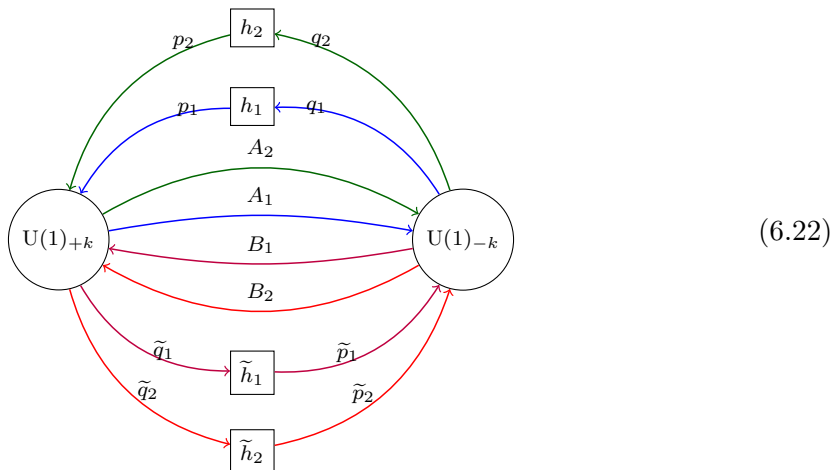 p₂ h₂ q₂
p₁ h₁ q₁
A₂
A₁
U(1)₊ₖ U(1)₋ₖ (6.22)
B₁
B₂
q̃₁ h̃₁ p̃₁
q̃₂ p̃₂
h̃₂